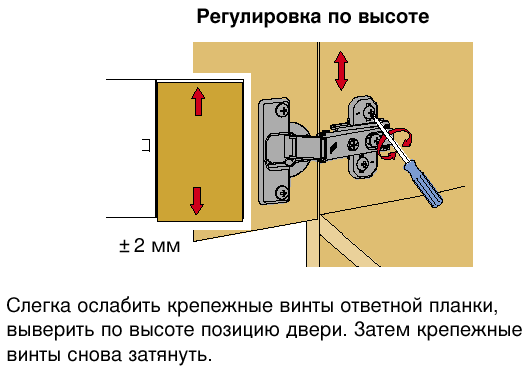 Регулировка по высоте
± 2 мм
Слегка ослабить крепежные винты ответной планки,
выверить по высоте позицию двери. Затем крепежные
винты снова затянуть.